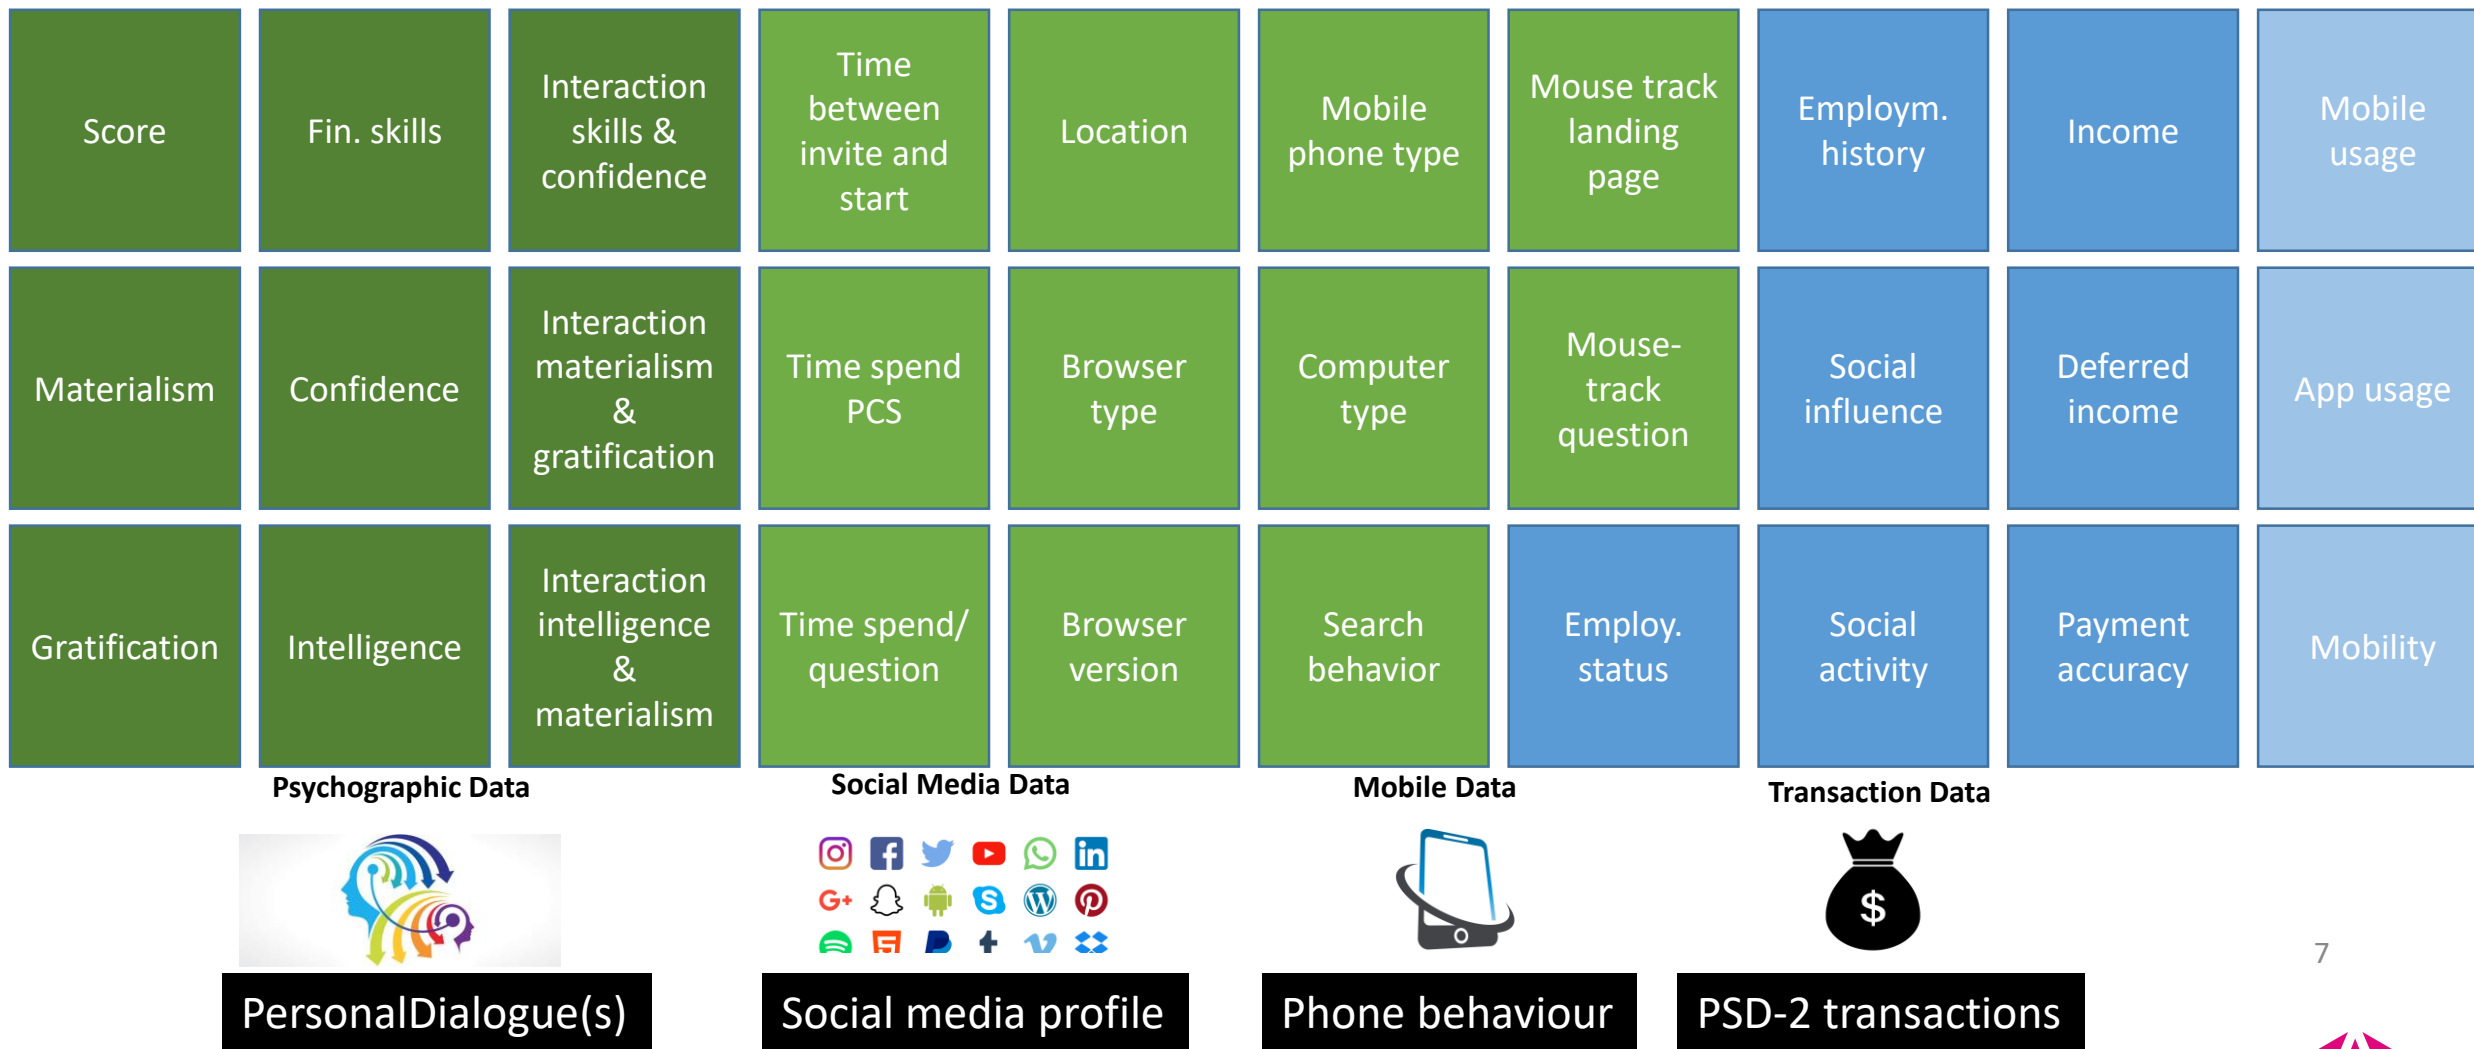 Score
Fin. skills
Interaction
skills &
confidence
Time
between
invite and
start
Location
Mobile
phone type
Mouse track
landing
page
Employm.
history
Income
Mobile
usage
Materialism
Confidence
Interaction
materialism
&
gratification
Time spend
PCS
Browser
type
Computer
type
Mouse-
track
question
Social
influence
Deferred
income
App usage
Gratification
Intelligence
Interaction
intelligence
&
materialism
Time spend/
question
Browser
version
Search
behavior
Employ.
status
Social
activity
Payment
accuracy
Mobility
Psychographic Data
Social Media Data
Mobile Data
Transaction Data
in
G+
$
7
PersonalDialogue(s)
Social media profile
Phone behaviour
PSD-2 transactions